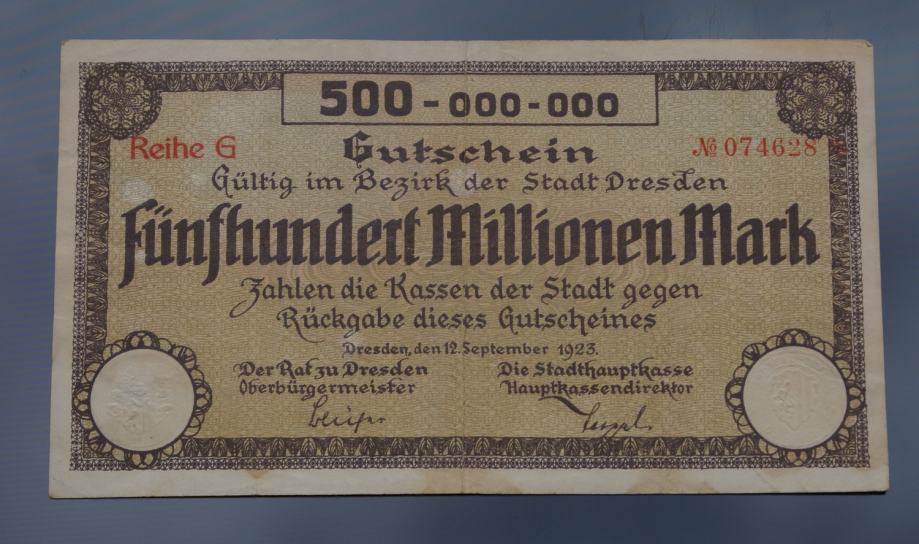 500-000-000
Reihe G Gutschein № 074628
Gültig im Bezirk der Stadt Dresden
Fünfhundert Millionen Mark
Zahlen die Kassen der Stadt gegen
Rückgabe dieses Gutscheines
Dresden, den 12. September 1923.
Der Rat zu Dresden Die Stadthauptkasse
Oberbürgermeister Hauptkassendirektor